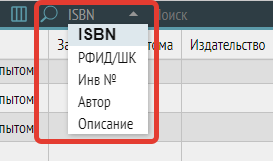 ISBN
Поиск
ISBN
РФИД/ШК
Инв №
Автор
Описание
Издательство